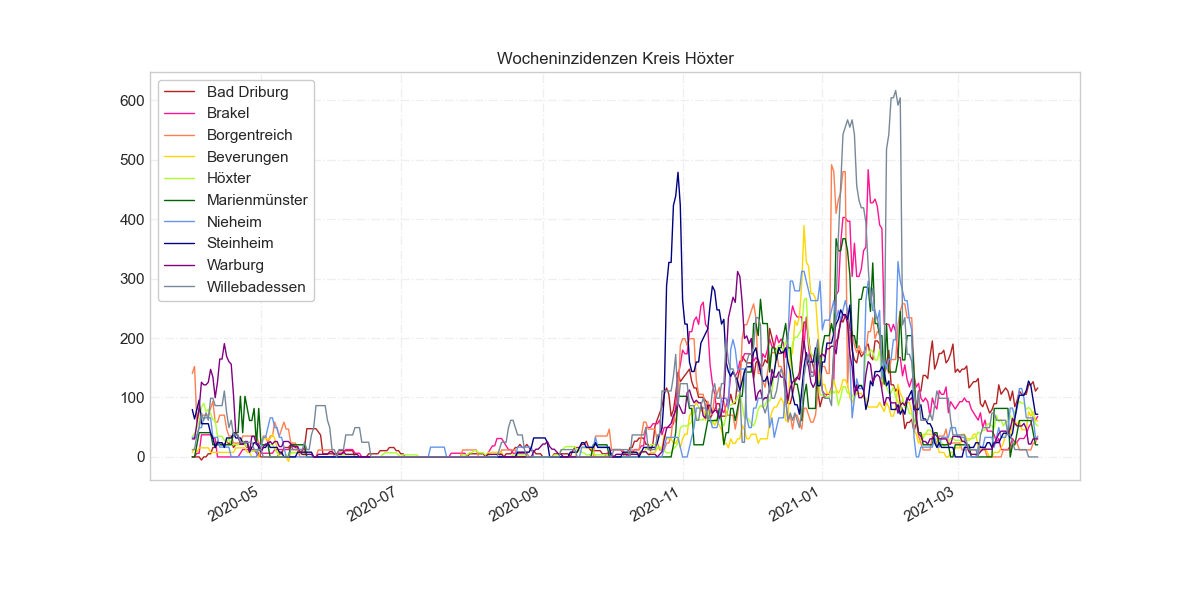 Wocheninzidenzen Kreis Höxter
600
500
400
300
200
100
0
Bad Driburg
Brakel
Borgentreich
Beverungen
Höxter
Marienmünster
Nieheim
Steinheim
Warburg
Willebadessen
2020-05
2020-07
2020-09
2020-11
2021-01
2021-03